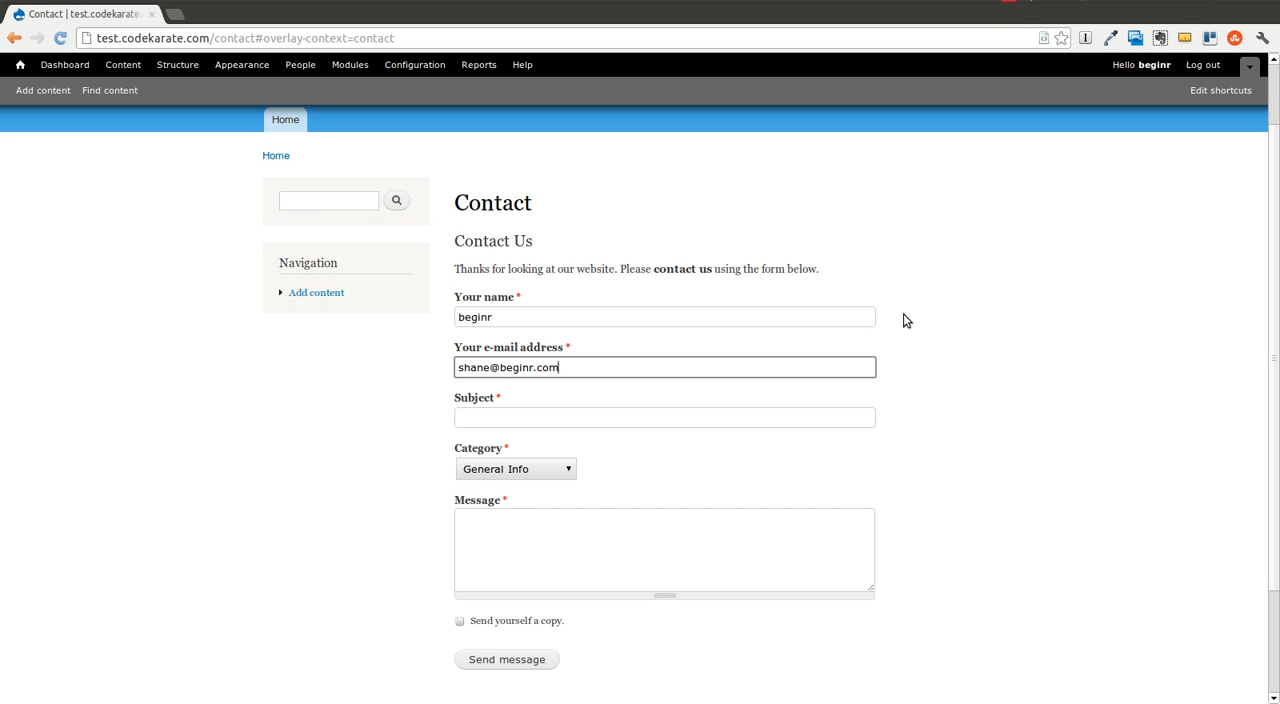 Contact | test.codekarate.
test.codekarate.com/contact#overlay-context=contact
Dashboard Content Structure Appearance People Modules Configuration Reports Help Hello beginr Log out
Add content Find content Edit shortcuts
Home
Home
Contact
Contact Us
Thanks for looking at our website. Please contact us using the form below.
Navigation
Add content
Your name *
beginr
Your e-mail address *
shane@beginr.com
Subject *
Category *
General Info
Message *
Send yourself a copy.
Send message